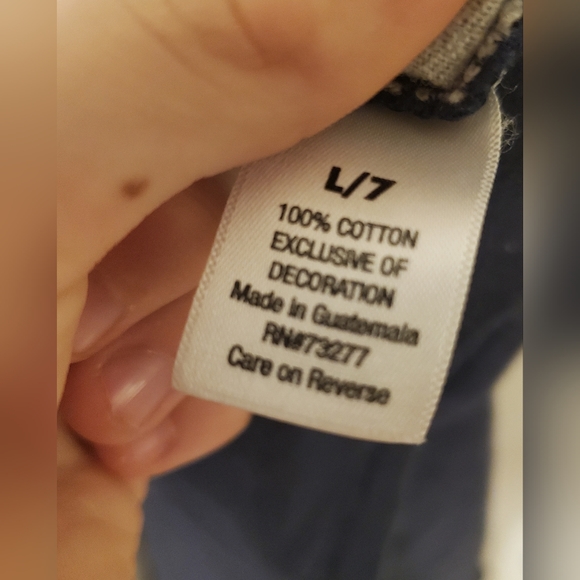 L/7
100% COTTON
EXCLUSIVE OF
DECORATION
Made in Guatemala
RN#73277
Care on Reverse